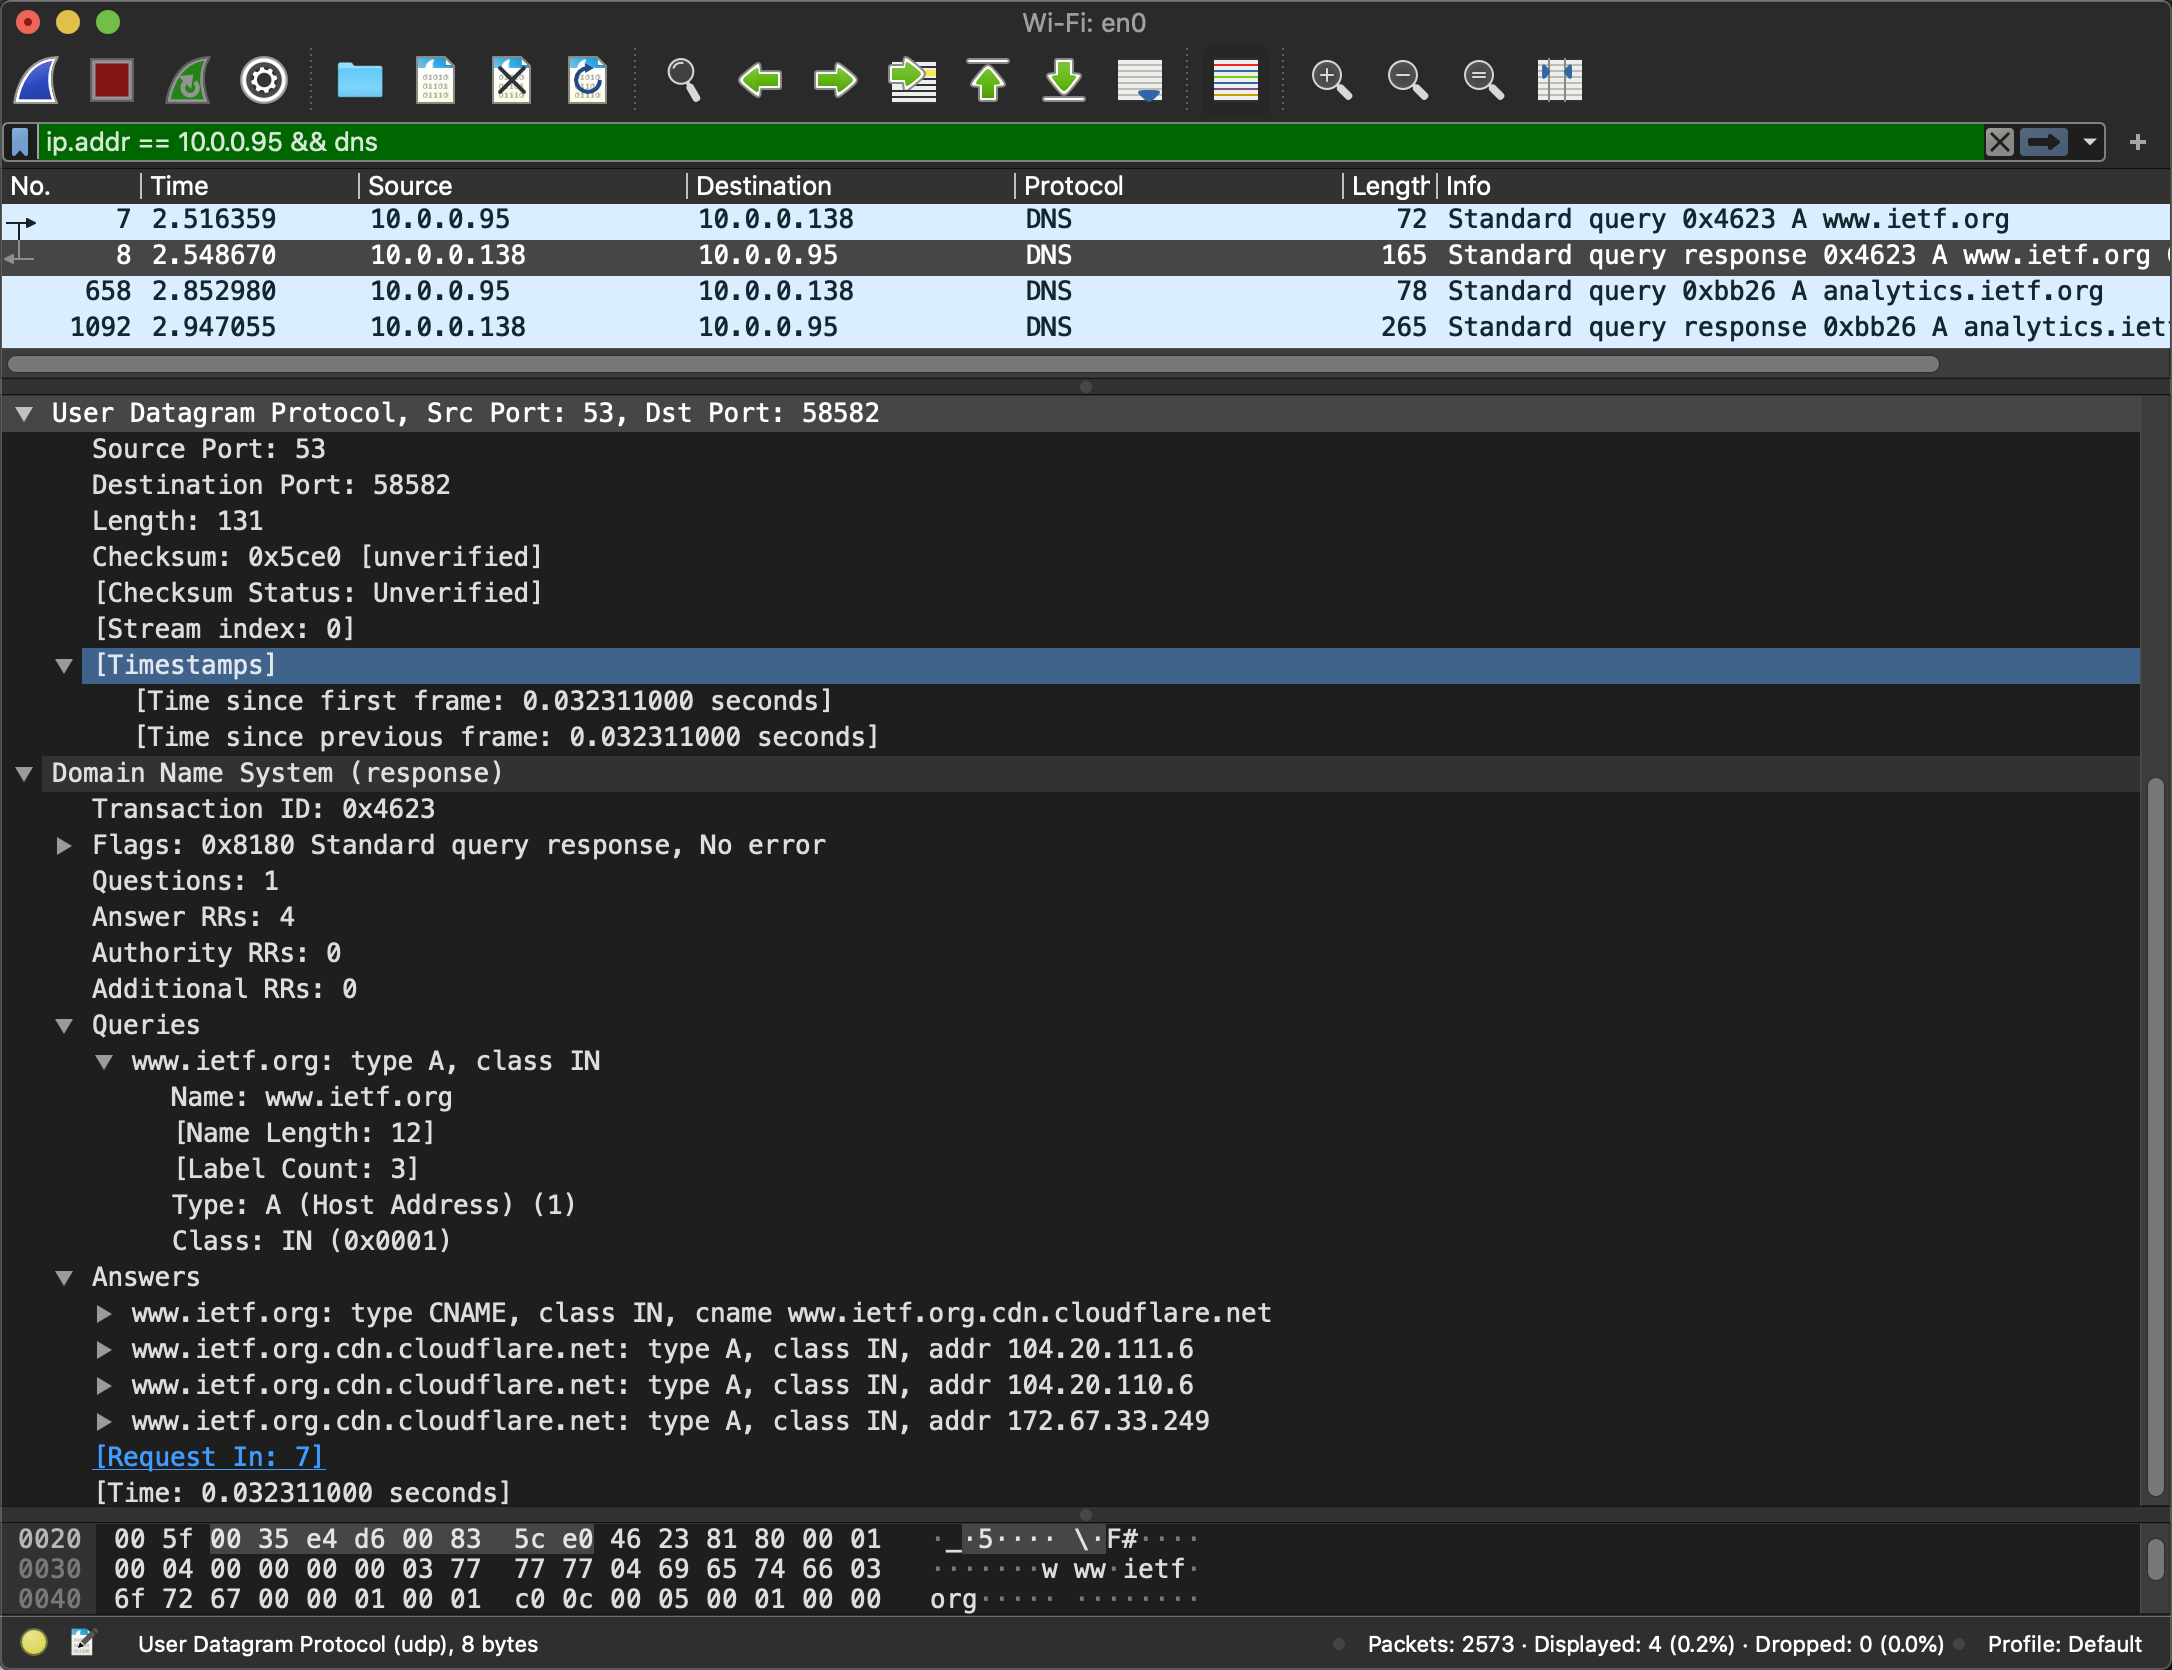 Wi-Fi: en0
ip.addr == 10.0.0.95 && dns
No. Time Source Destination Protocol Length Info
7 2.516359 10.0.0.95 10.0.0.138 DNS 72 Standard query 0x4623 A www.ietf.org
8 2.548670 10.0.0.138 10.0.0.95 DNS 165 Standard query response 0x4623 A www.ietf.org
658 2.852980 10.0.0.95 10.0.0.138 DNS 78 Standard query 0xbb26 A analytics.ietf.org
1092 2.947055 10.0.0.138 10.0.0.95 DNS 265 Standard query response 0xbb26 A analytics.iet
User Datagram Protocol, Src Port: 53, Dst Port: 58582
Source Port: 53
Destination Port: 58582
Length: 131
Checksum: 0x5ce0 [unverified]
[Checksum Status: Unverified]
[Stream index: 0]
[Timestamps]
[Time since first frame: 0.032311000 seconds]
[Time since previous frame: 0.032311000 seconds]
Domain Name System (response)
Transaction ID: 0x4623
Flags: 0x8180 Standard query response, No error
Questions: 1
Answer RRs: 4
Authority RRs: 0
Additional RRs: 0
Queries
www.ietf.org: type A, class IN
Name: www.ietf.org
[Name Length: 12]
[Label Count: 3]
Type: A (Host Address) (1)
Class: IN (0x0001)
Answers
www.ietf.org: type CNAME, class IN, cname www.ietf.org.cdn.cloudflare.net
www.ietf.org.cdn.cloudflare.net: type A, class IN, addr 104.20.111.6
www.ietf.org.cdn.cloudflare.net: type A, class IN, addr 104.20.110.6
www.ietf.org.cdn.cloudflare.net: type A, class IN, addr 172.67.33.249
[Request In: 7]
[Time: 0.032311000 seconds]
0020 00 5f 00 35 e4 d6 00 83 5c e0 46 23 81 80 00 01 ·_·5···· \·F#····
0030 00 04 00 00 00 00 03 77 77 77 04 69 65 74 66 03 ·······w ww·ietf·
0040 6f 72 67 00 00 01 00 01 c0 0c 00 05 00 01 00 00 org····· ········
User Datagram Protocol (udp), 8 bytes
Packets: 2573 · Displayed: 4 (0.2%) · Dropped: 0 (0.0%)
Profile: Default